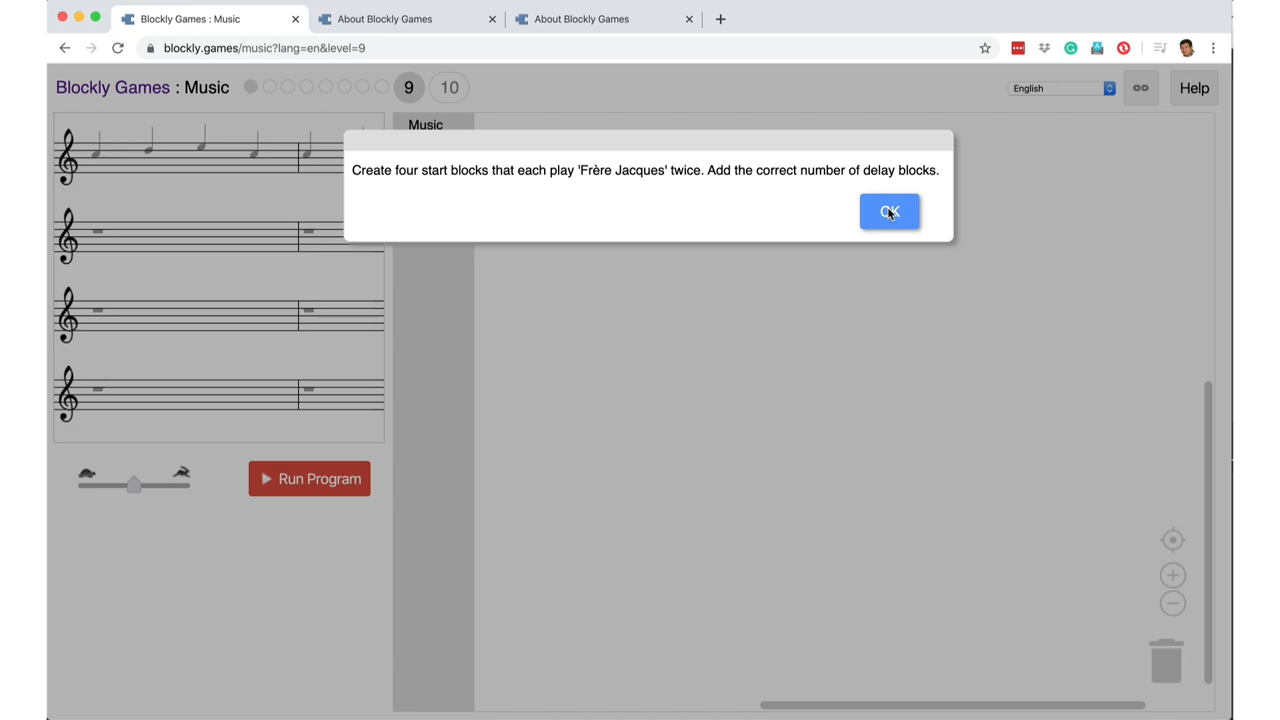 Blockly Games : Music
About Blockly Games
About Blockly Games
blockly.games/music?lang=en&level=9
Blockly Games : Music
9
10
English
Help
Music
Create four start blocks that each play 'Frère Jacques' twice. Add the correct number of delay blocks.
OK
Run Program